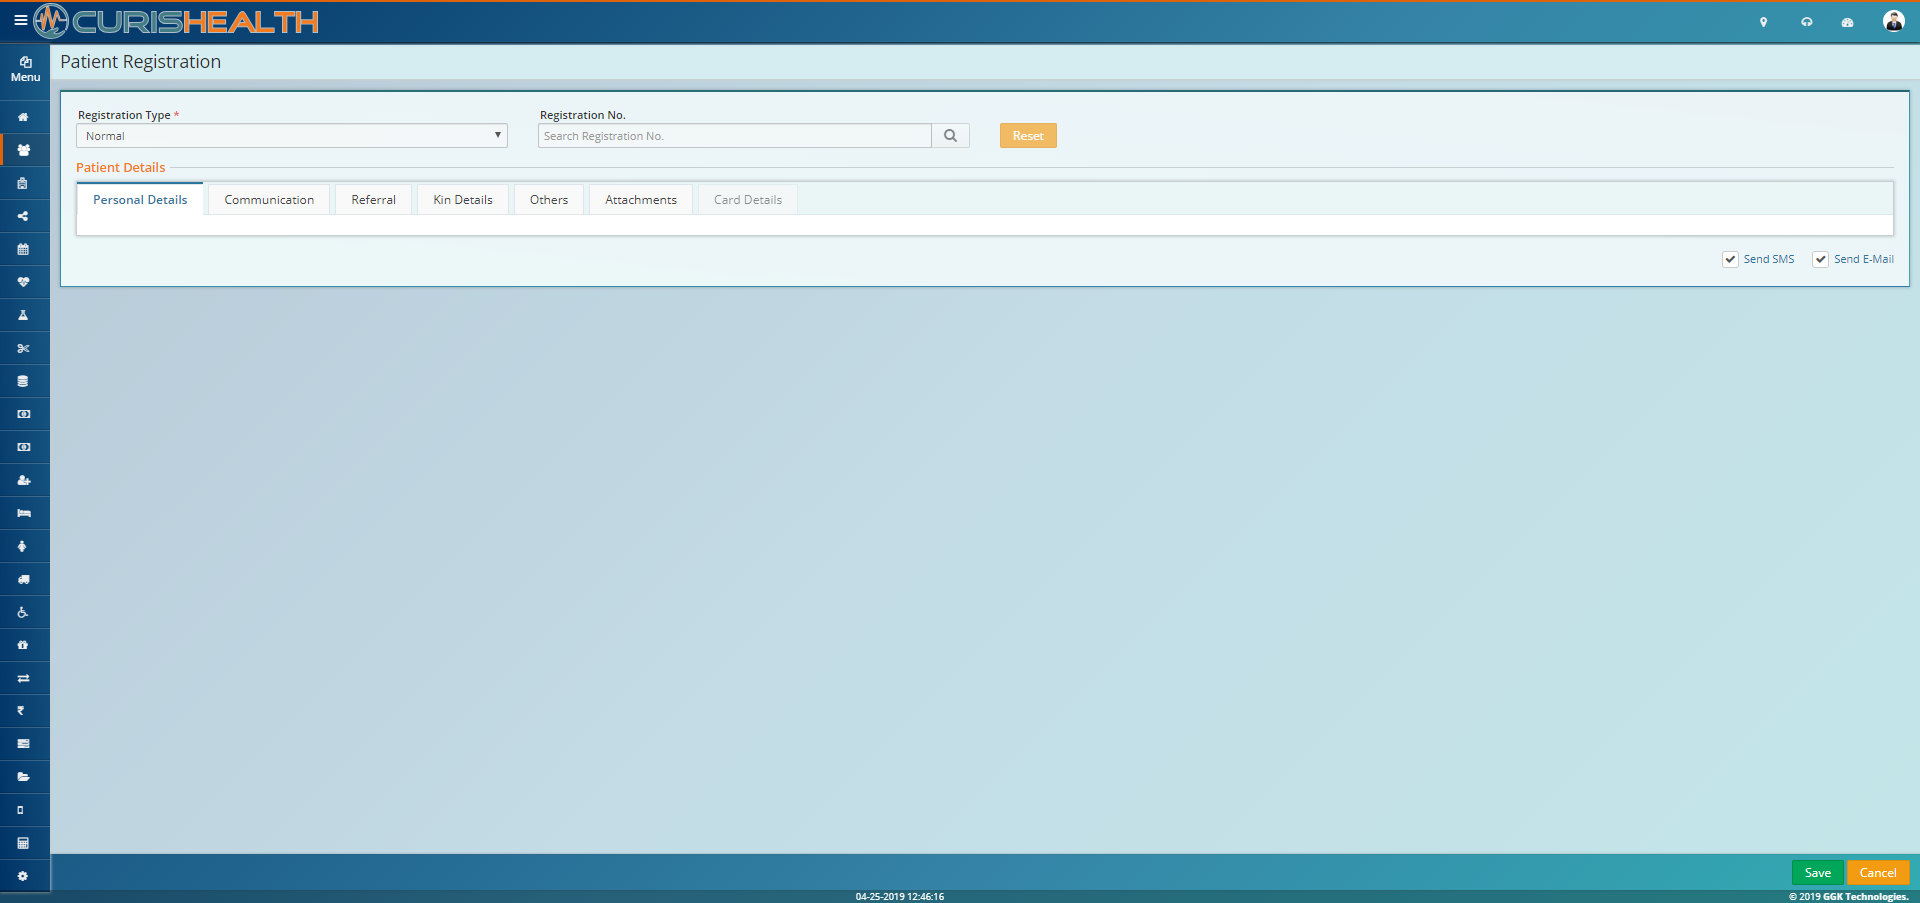 CURISHEALTH
Menu
Patient Registration
Registration Type *
Normal
Registration No.
Search Registration No.
Reset
Patient Details
Personal Details
Communication
Referral
Kin Details
Others
Attachments
Card Details
Send SMS
Send E-Mail
Save
Cancel
04-25-2019 12:46:16
© 2019 GGK Technologies.